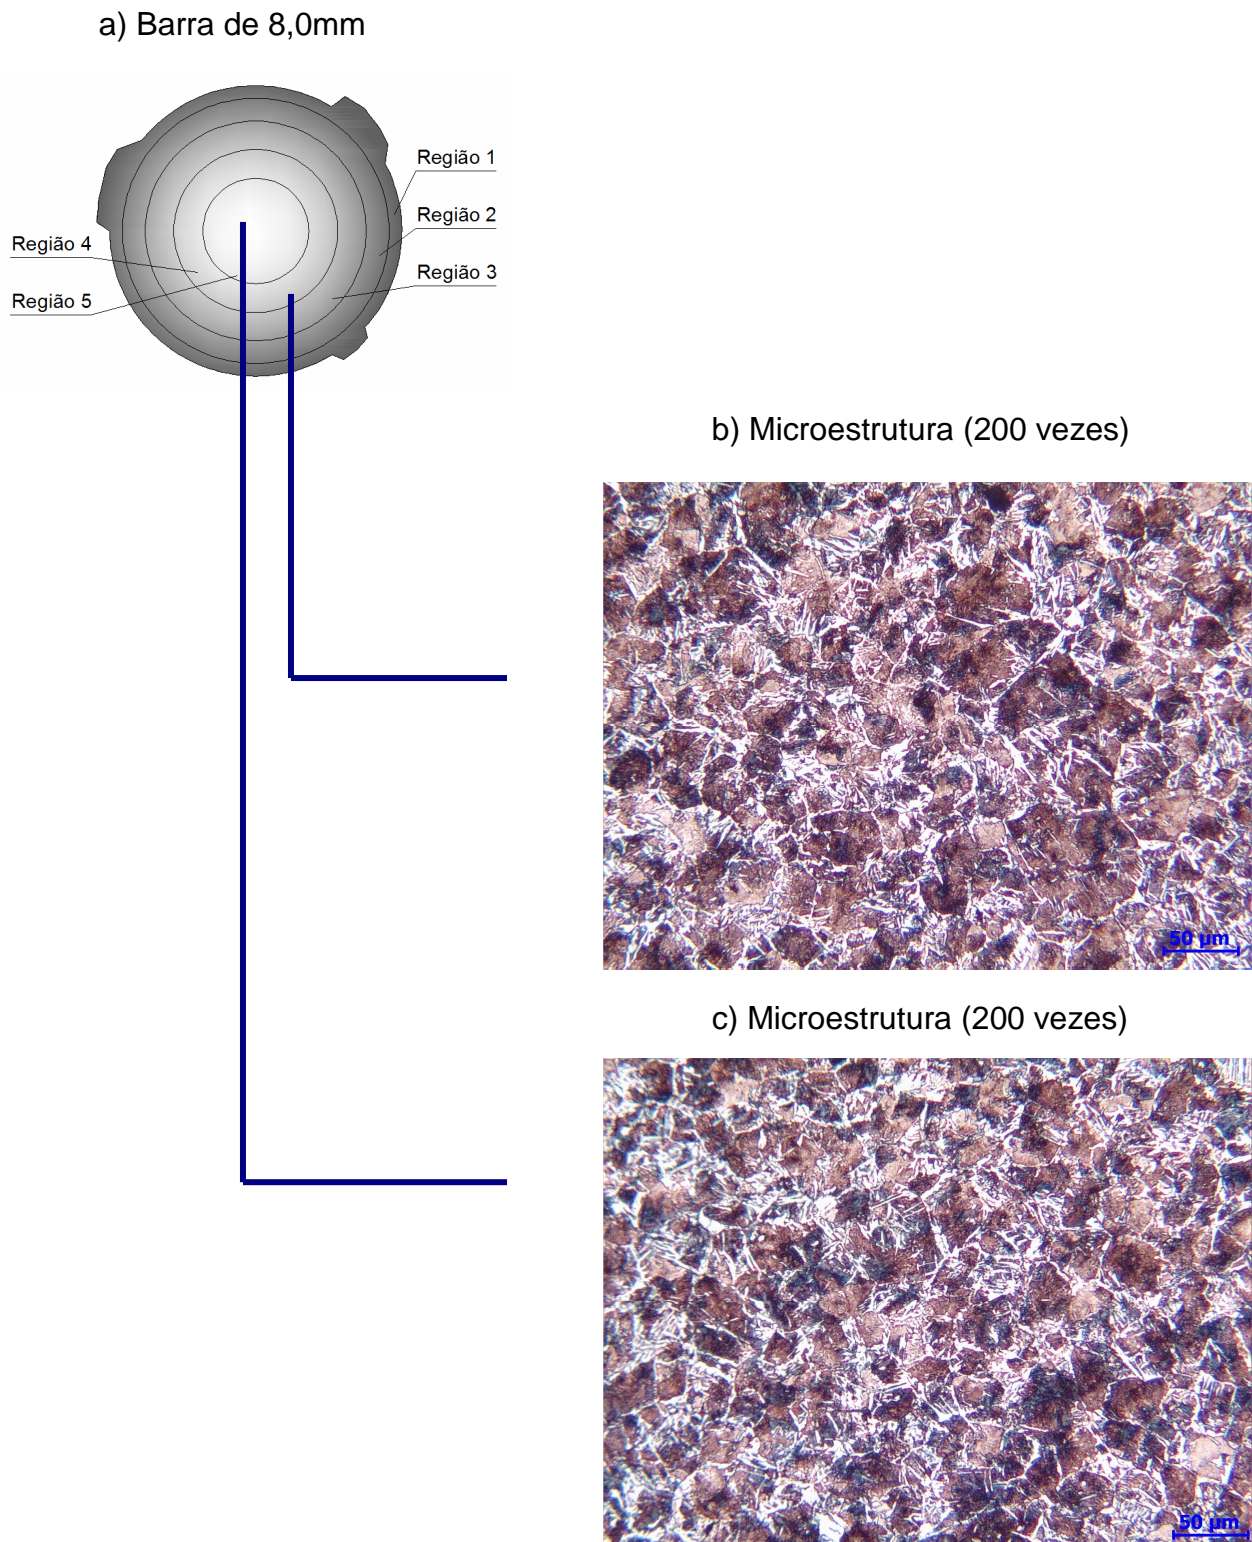 a) Barra de 8,0mm
Região 1
Região 2
Região 4
Região 3
Região 5
b) Microestrutura (200 vezes)
50 µm
c) Microestrutura (200 vezes)
50 µm